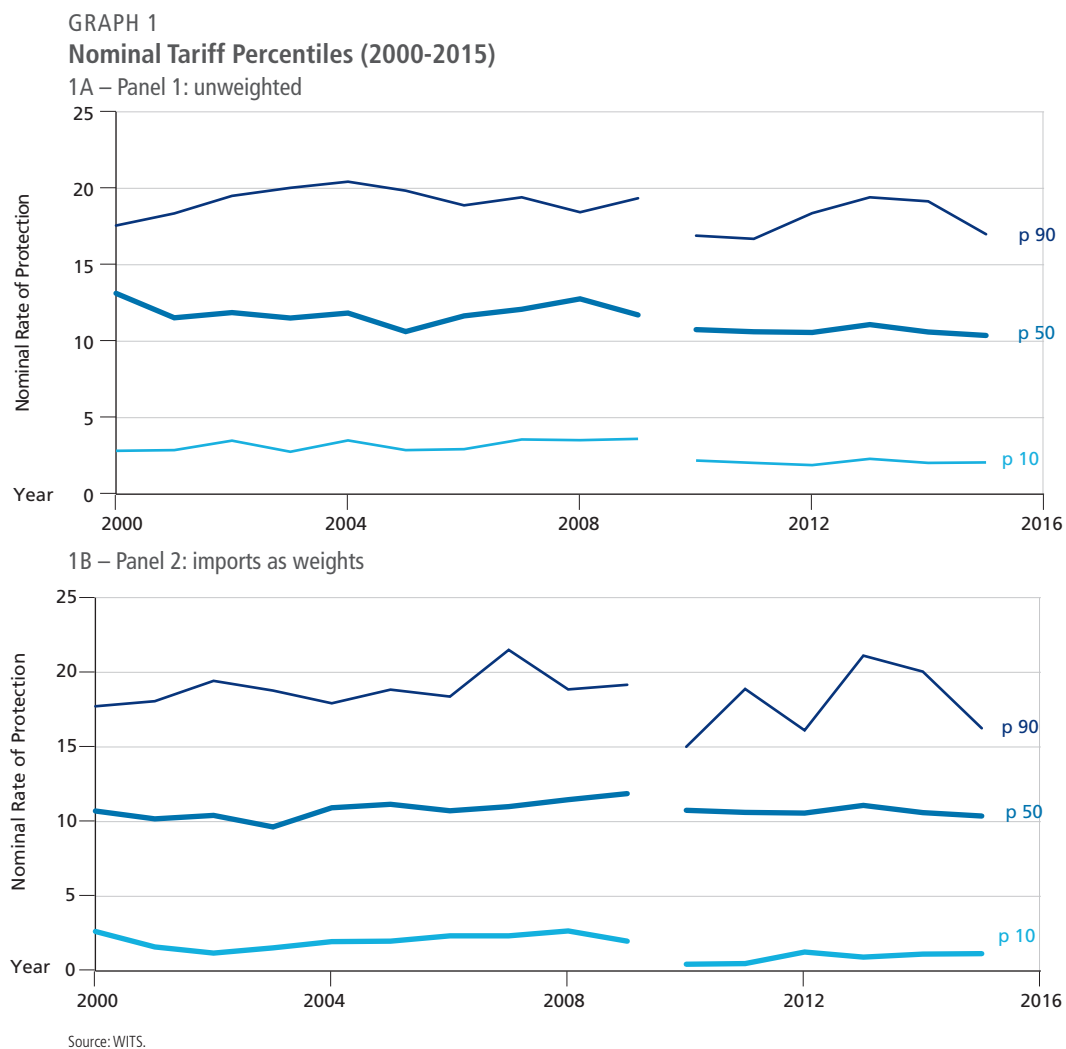 GRAPH 1
Nominal Tariff Percentiles (2000-2015)
1A – Panel 1: unweighted
25
20
15
10
5
0
Nominal Rate of Protection
p 90
p 50
p 10
Year
2000
2004
2008
2012
2016
1B – Panel 2: imports as weights
25
20
15
10
5
0
Nominal Rate of Protection
p 90
p 50
p 10
Year
2000
2004
2008
2012
2016
Source: WITS.